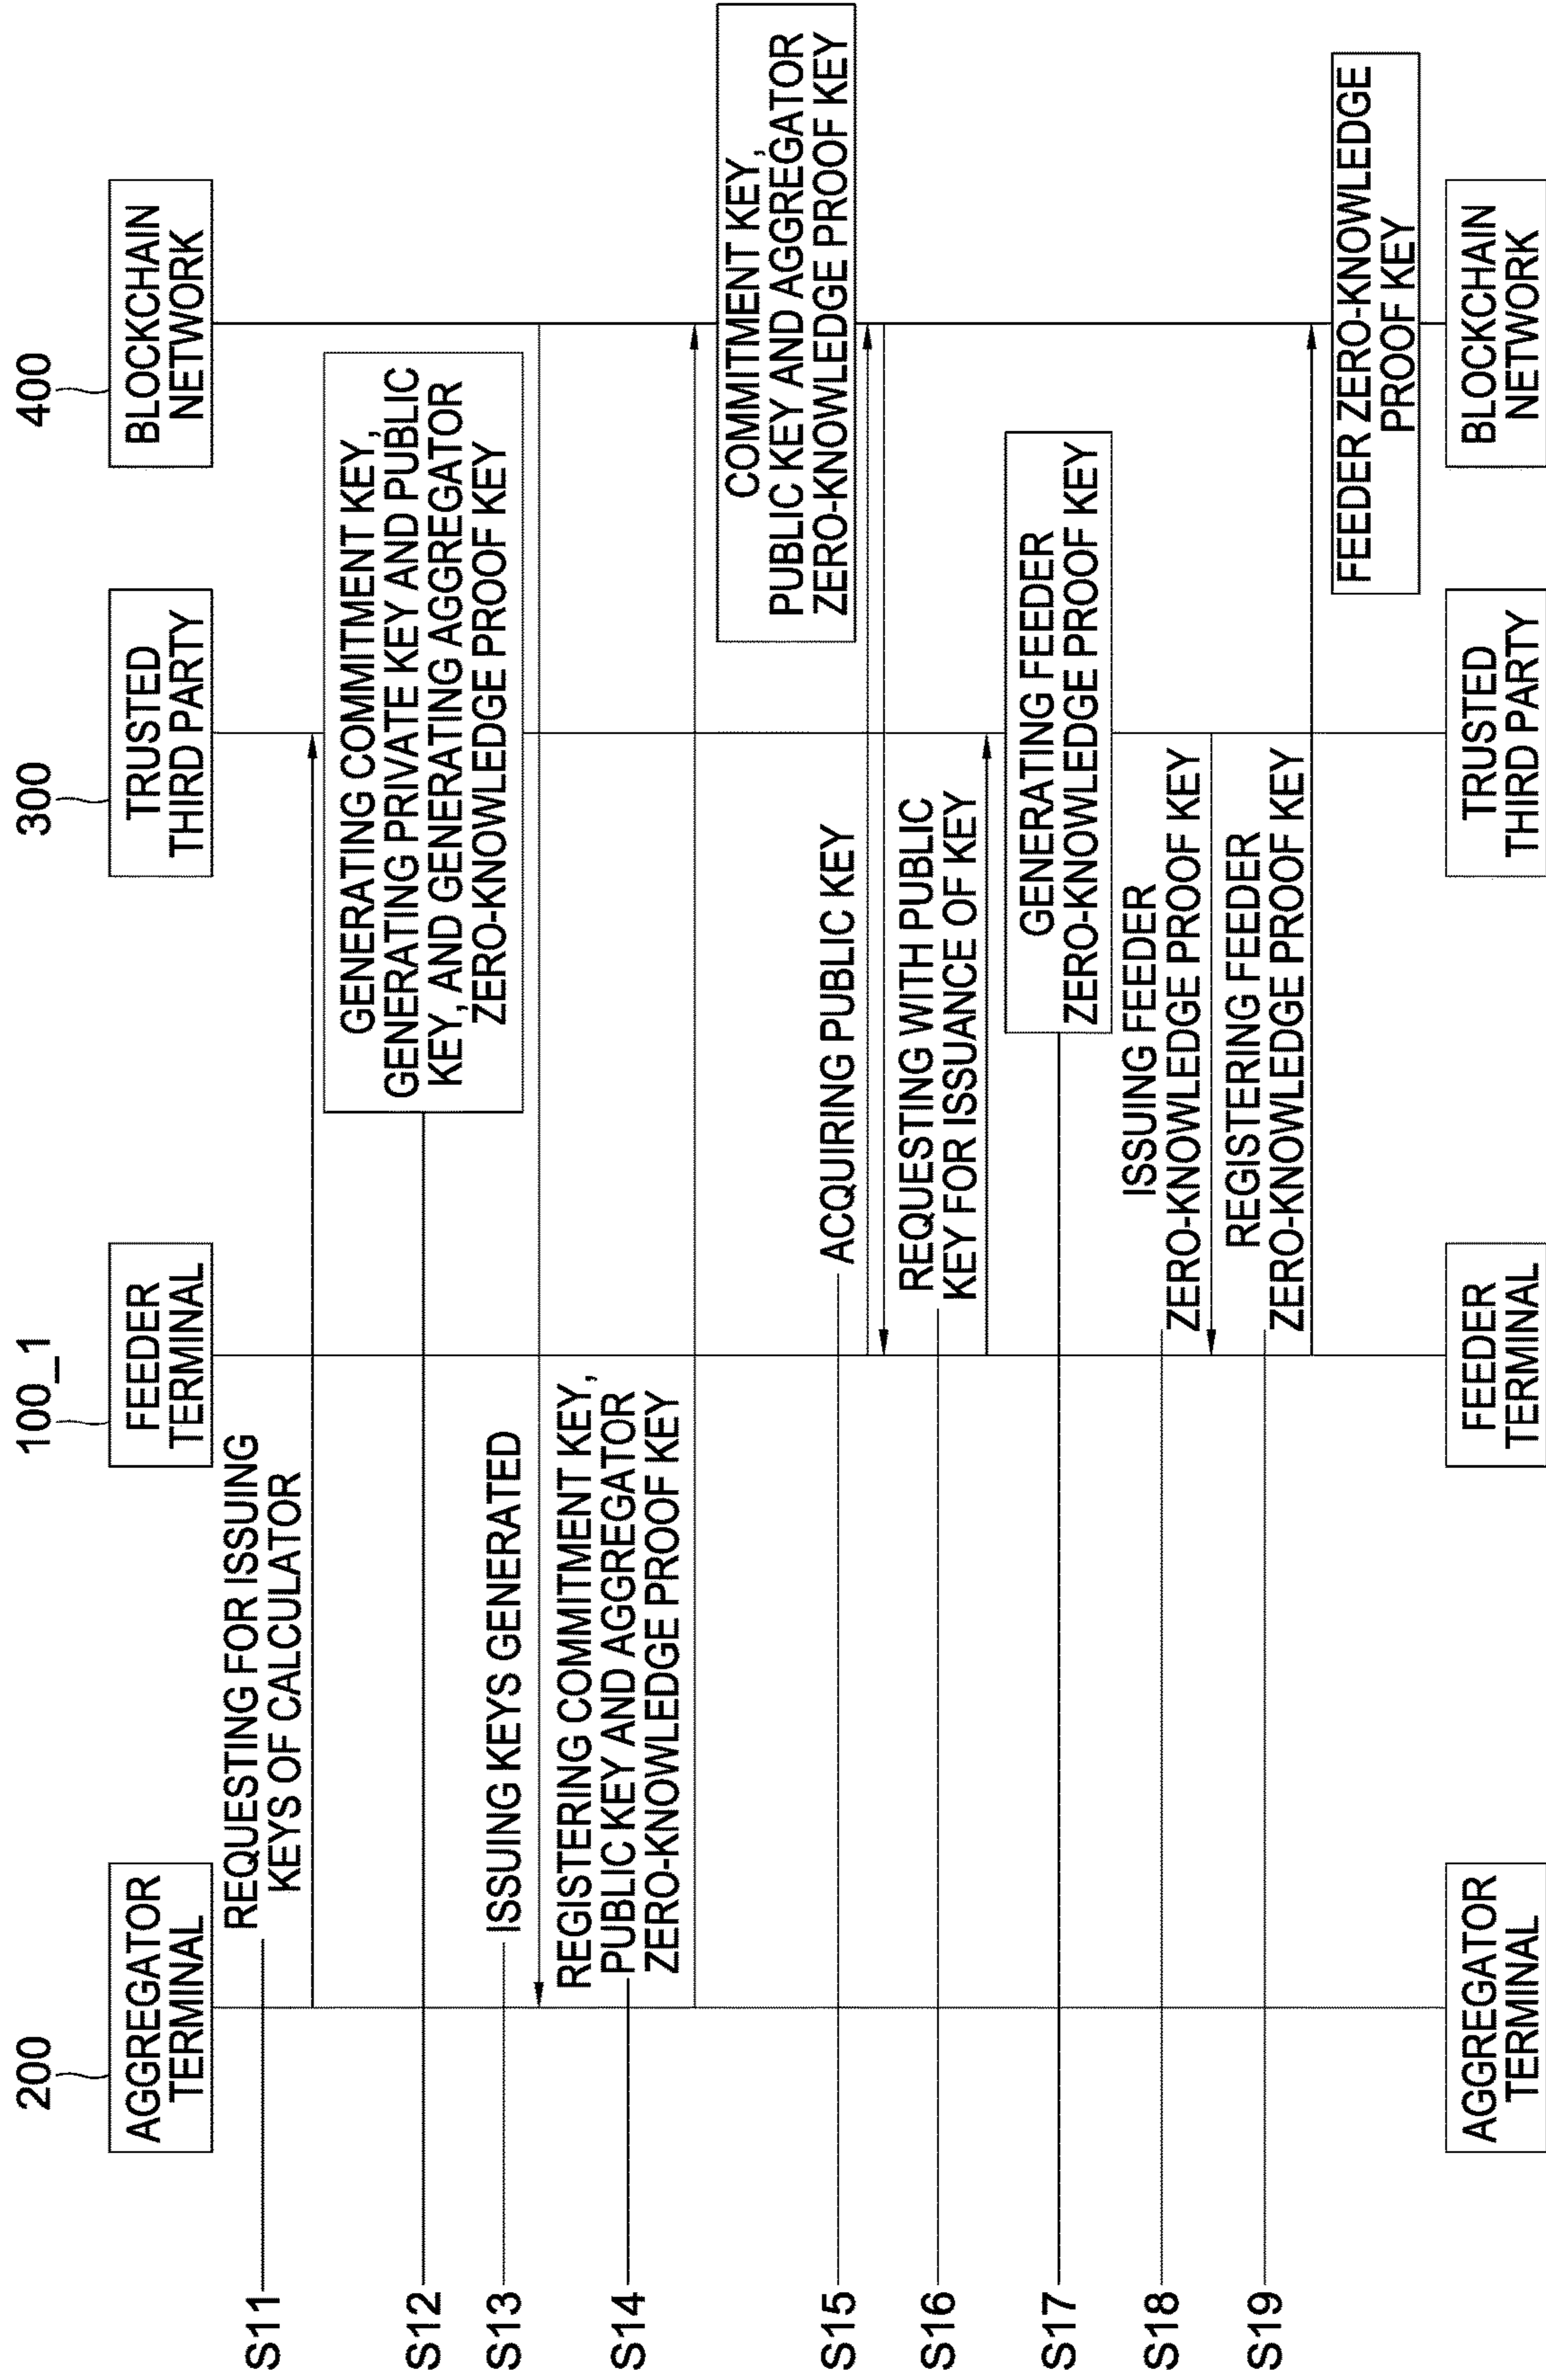 200
100_1
300
400
AGGREGATOR
TERMINAL
FEEDER
TERMINAL
TRUSTED
THIRD PARTY
BLOCKCHAIN
NETWORK
S11
REQUESTING FOR ISSUING
KEYS OF CALCULATOR
S12
GENERATING COMMITMENT KEY,
GENERATING PRIVATE KEY AND PUBLIC
KEY, AND GENERATING AGGREGATOR
ZERO-KNOWLEDGE PROOF KEY
S13
ISSUING KEYS GENERATED
S14
REGISTERING COMMITMENT KEY,
PUBLIC KEY AND AGGREGATOR
ZERO-KNOWLEDGE PROOF KEY
COMMITMENT KEY,
PUBLIC KEY AND AGGREGATOR
ZERO-KNOWLEDGE PROOF KEY
S15
ACQUIRING PUBLIC KEY
S16
REQUESTING WITH PUBLIC
KEY FOR ISSUANCE OF KEY
S17
GENERATING FEEDER
ZERO-KNOWLEDGE PROOF KEY
S18
ISSUING FEEDER
ZERO-KNOWLEDGE PROOF KEY
S19
REGISTERING FEEDER
ZERO-KNOWLEDGE PROOF KEY
FEEDER ZERO-KNOWLEDGE
PROOF KEY
AGGREGATOR
TERMINAL
FEEDER
TERMINAL
TRUSTED
THIRD PARTY
BLOCKCHAIN
NETWORK